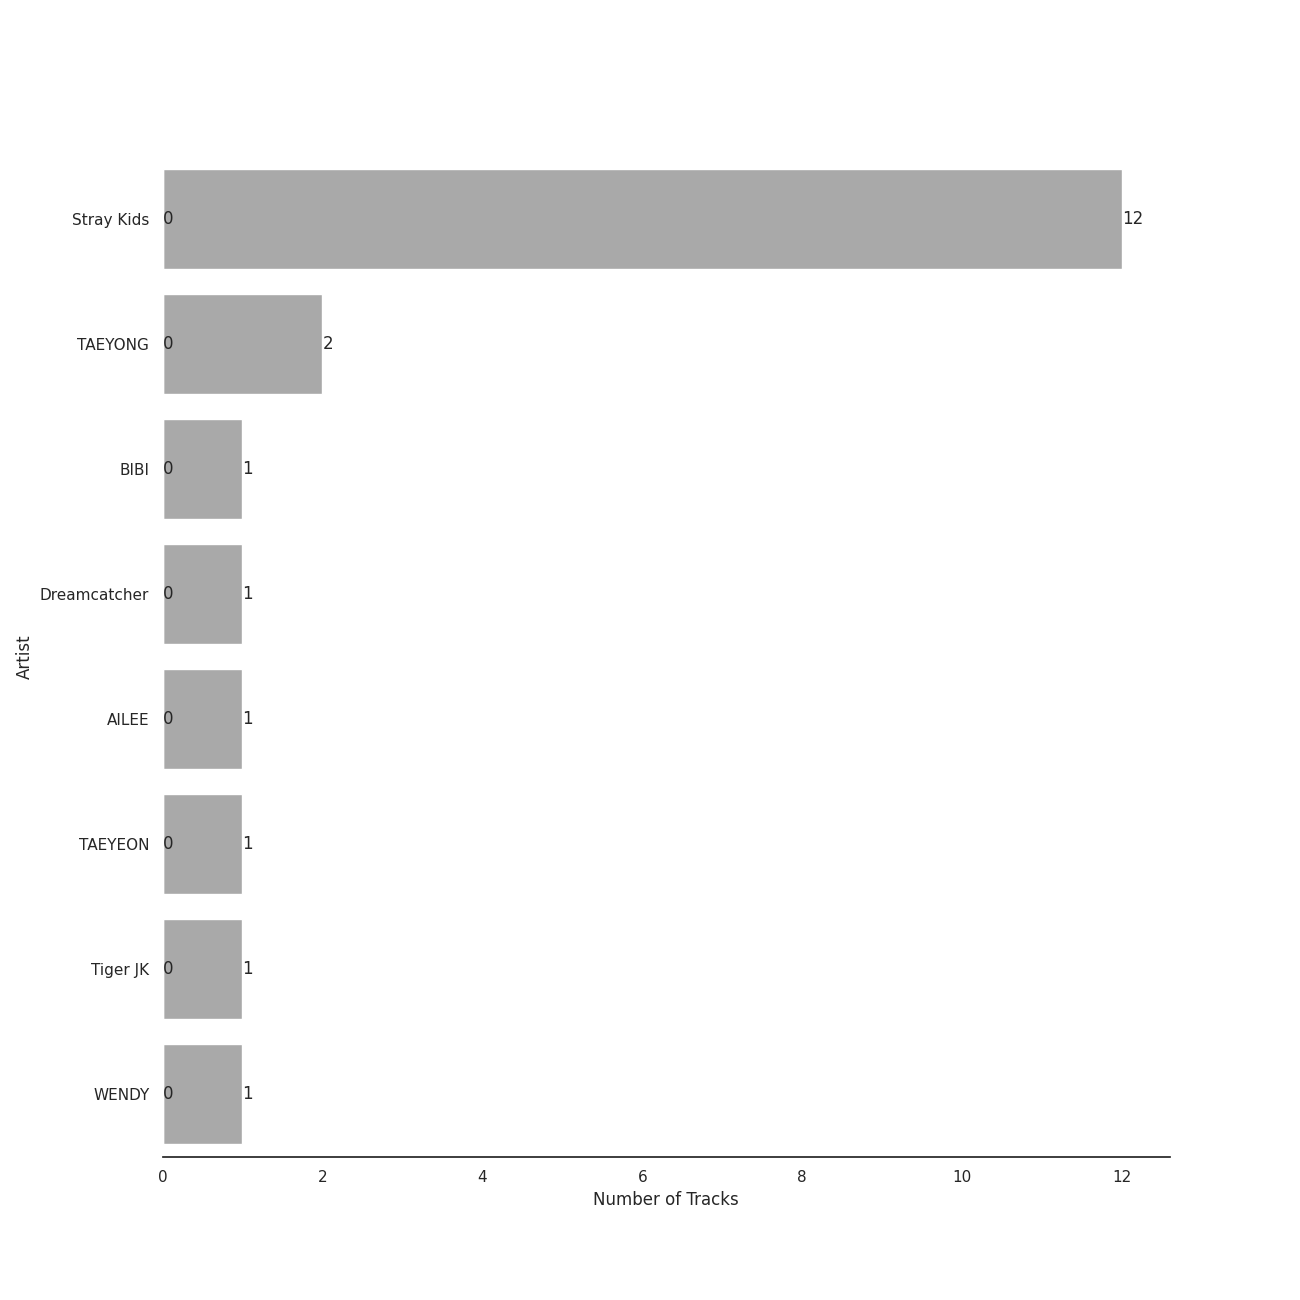 Stray Kids 0 12
TAEYONG 0 2
BIBI 0 1
Dreamcatcher 0 1
AILEE 0 1
TAEYEON 0 1
Tiger JK 0 1
WENDY 0 1
Artist
0 2 4 6 8 10 12
Number of Tracks